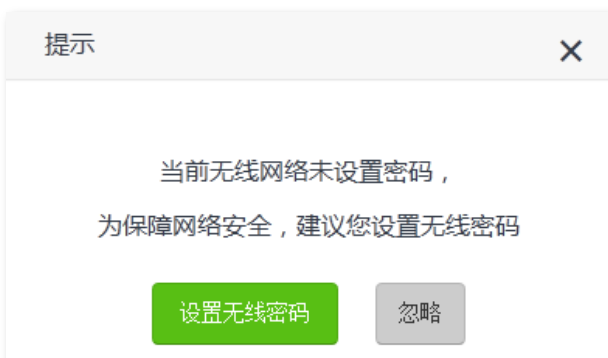 提示
当前无线网络未设置密码，
为保障网络安全，建议您设置无线密码
设置无线密码 忽略